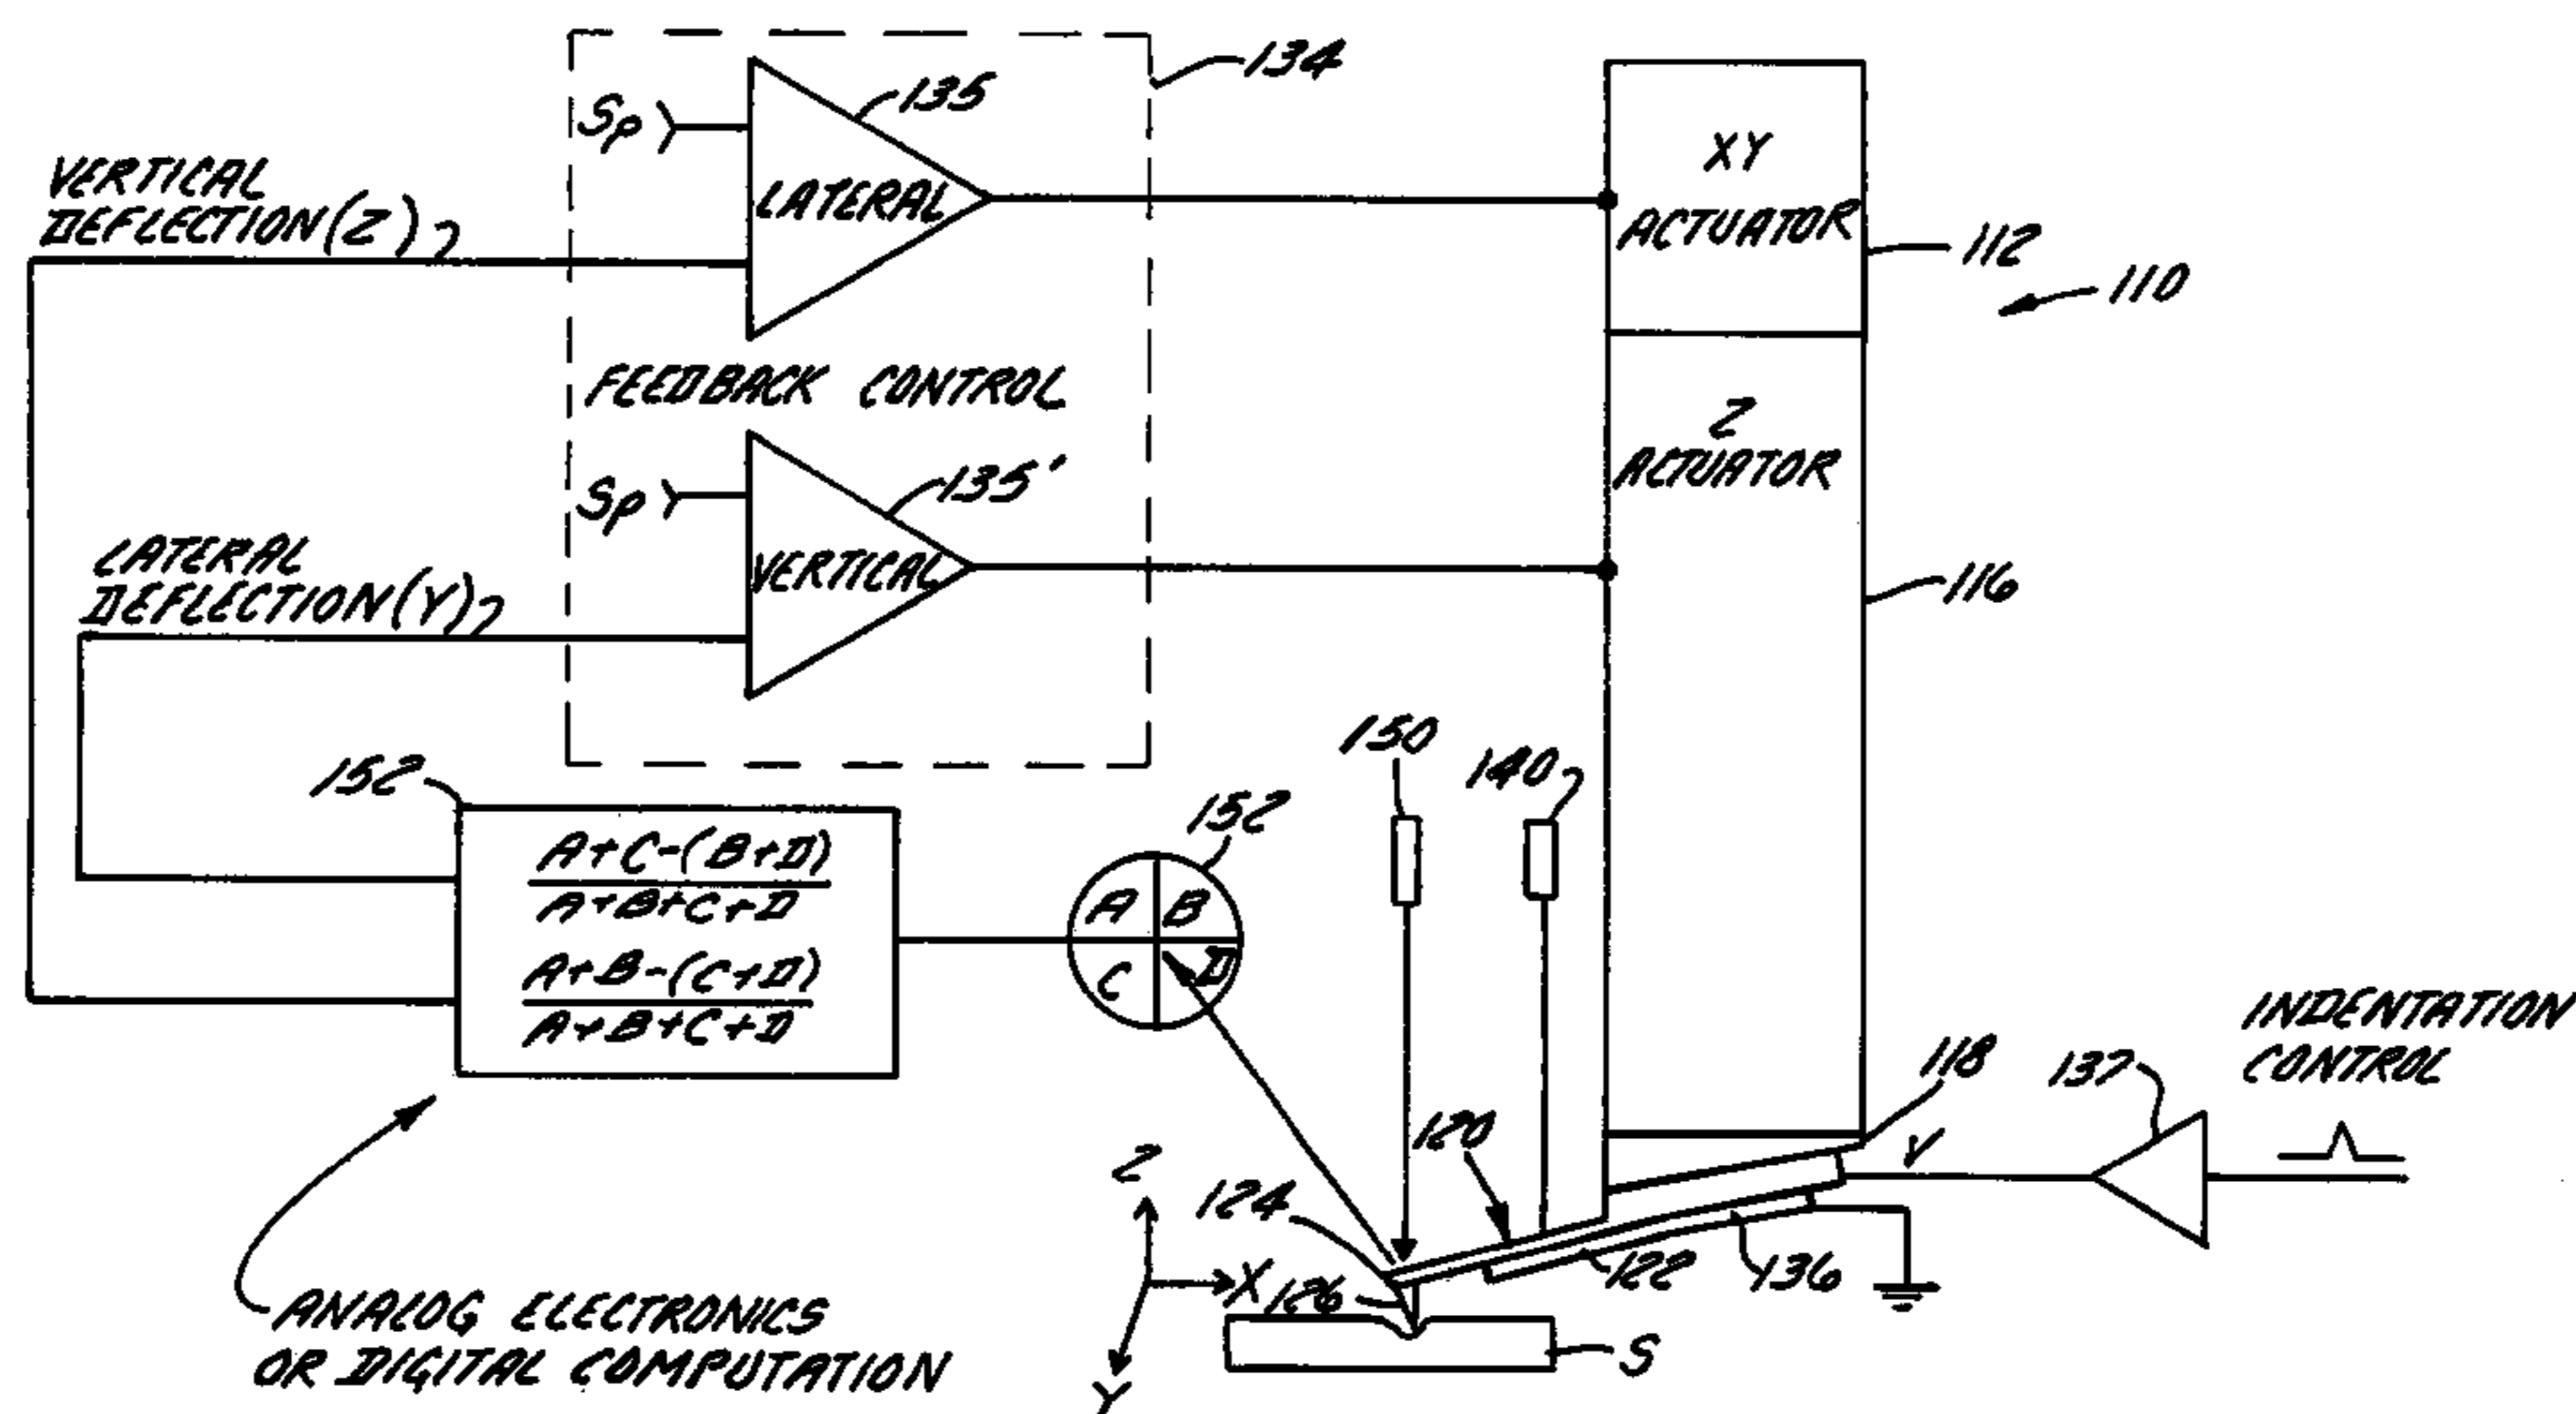 134
135
Sp
LATERAL
XY
ACTUATOR
112
110
VERTICAL
DEFLECTION(Z)
FEEDBACK CONTROL
Z
ACTUATOR
Sp
135'
VERTICAL
116
LATERAL
DEFLECTION(Y)
150
140
152
152
A+C-(B+D)
A+B+C+D
A+B-(C+D)
A+B+C+D
A B
C D
INDENTATION
CONTROL
118
137
V
120
124
Z
X
Y
126
122
136
S
ANALOG ELECTRONICS
OR DIGITAL COMPUTATION